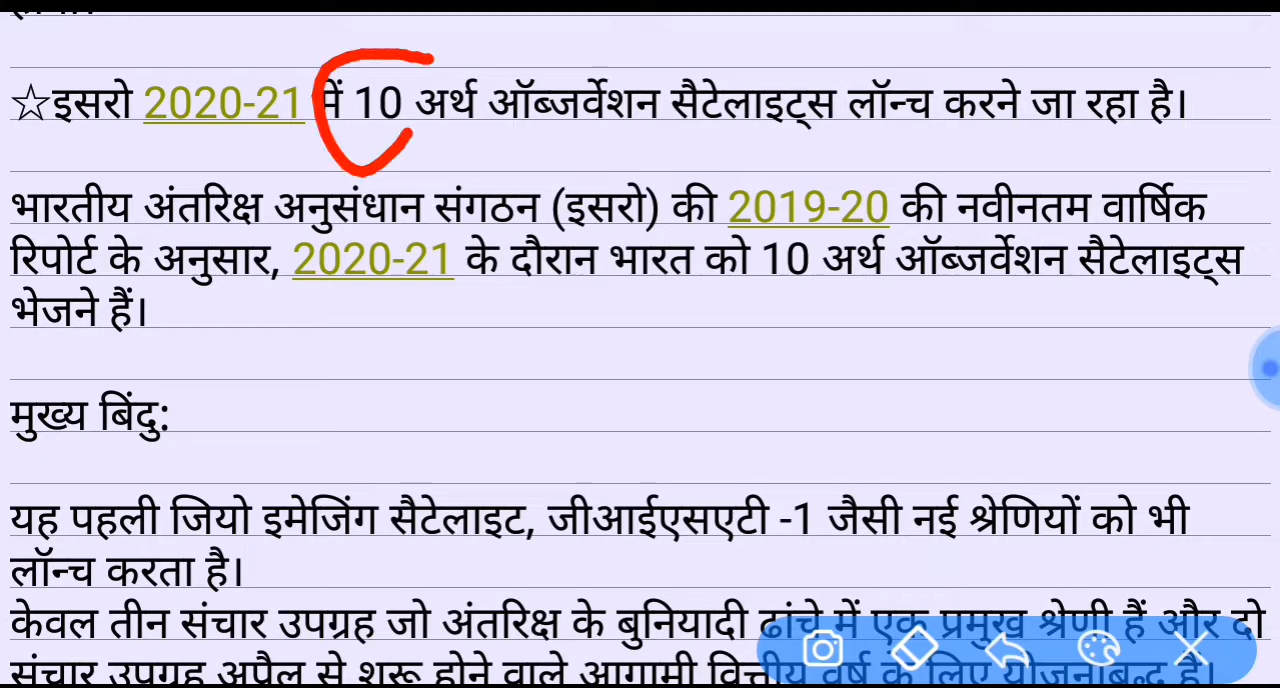 ☆इसरो 2020-21 में 10 अर्थ ऑब्जर्वेशन सैटेलाइट्स लॉन्च करने जा रहा है।
भारतीय अंतरिक्ष अनुसंधान संगठन (इसरो) की 2019-20 की नवीनतम वार्षिक
रिपोर्ट के अनुसार, 2020-21 के दौरान भारत को 10 अर्थ ऑब्जर्वेशन सैटेलाइट्स
भेजने हैं।
मुख्य बिंदु:
यह पहली जियो इमेजिंग सैटेलाइट, जीआईएसएटी -1 जैसी नई श्रेणियों को भी
लॉन्च करता है।
केवल तीन संचार उपग्रह जो अंतरिक्ष के बुनियादी ढांचे में एक प्रमुख श्रेणी हैं और दो
संचार उपग्रह अप्रैल से शुरू होने वाले आगामी वित्तीय वर्ष के लिए योजनाबद्ध हैं।